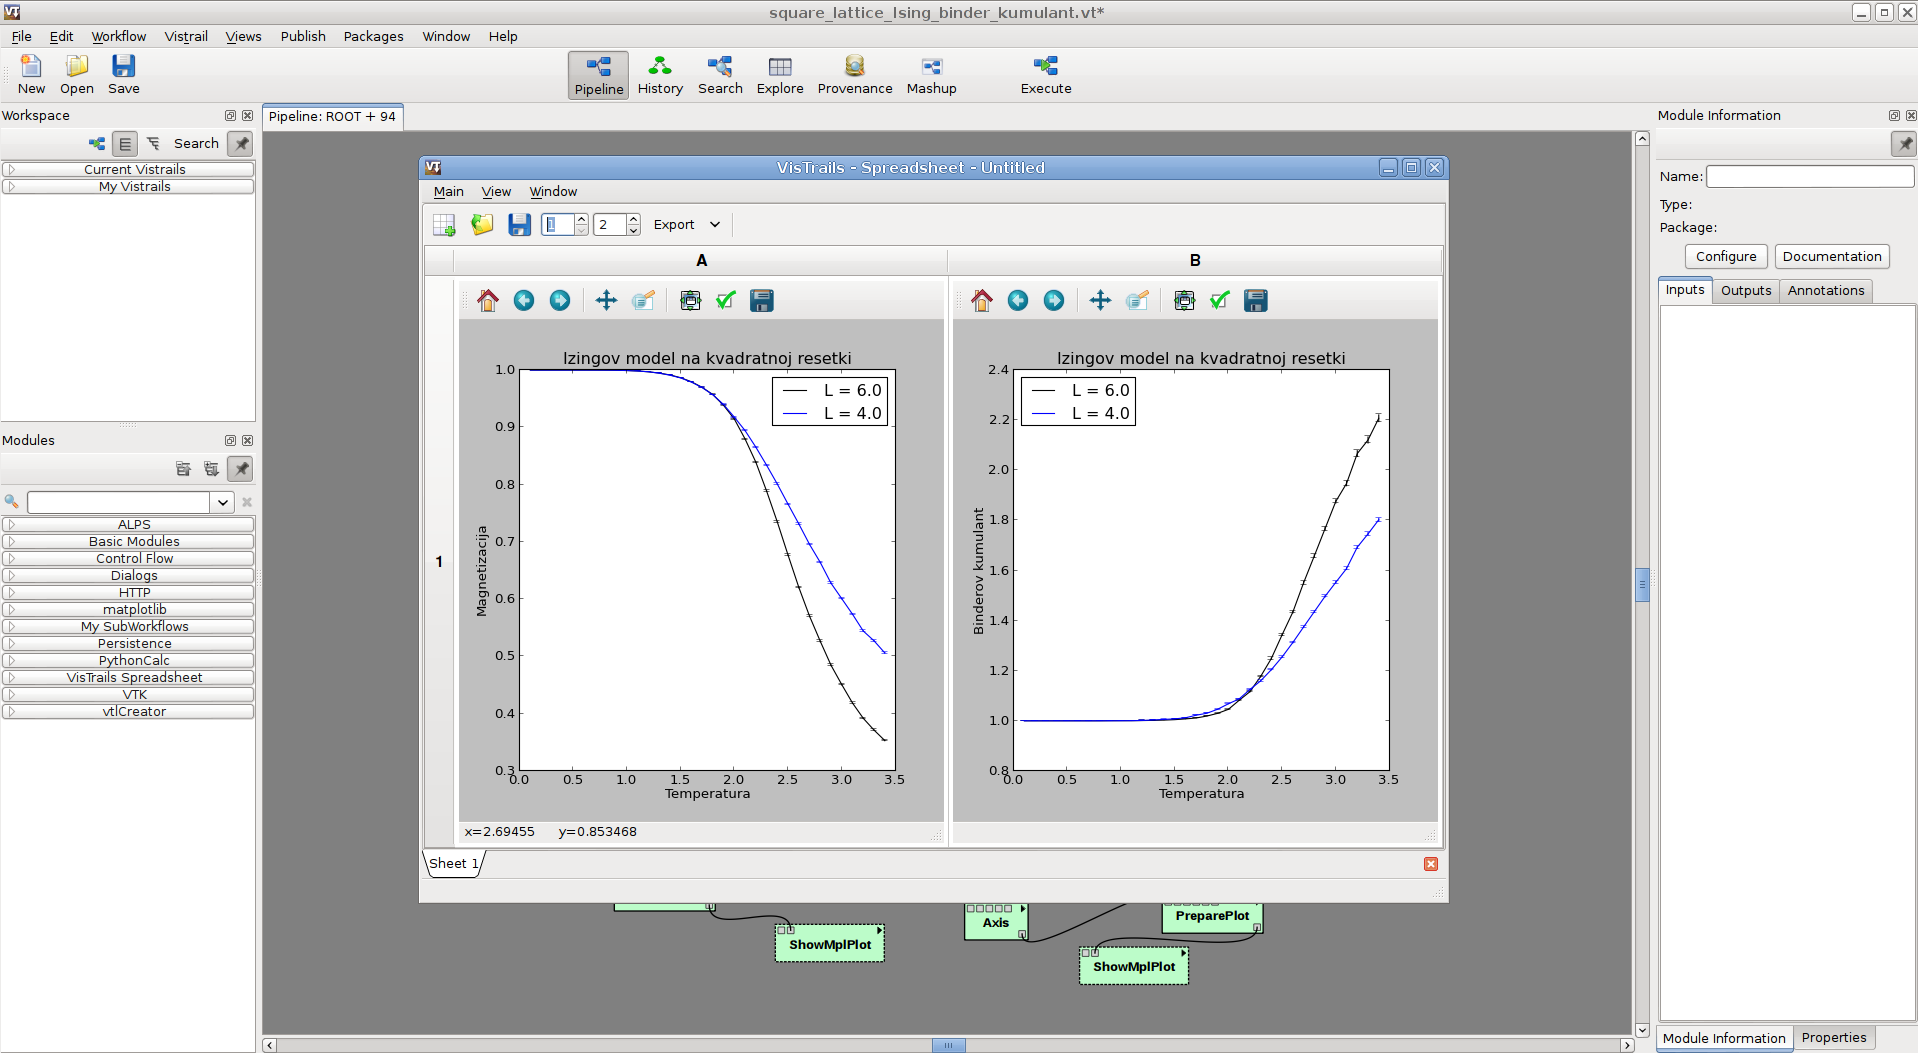 square_lattice_Ising_binder_kumulant.vt*
File Edit Workflow Vistrail Views Publish Packages Window Help
New Open Save Pipeline History Search Explore Provenance Mashup Execute
Workspace
Search
Current Vistrails
My Vistrails
Modules
ALPS
Basic Modules
Control Flow
Dialogs
HTTP
matplotlib
My SubWorkflows
Persistence
PythonCalc
VisTrails Spreadsheet
VTK
vtlCreator
Pipeline: ROOT + 94
VisTrails - Spreadsheet - Untitled
Main View Window
1 2 Export
A B
1
Izingov model na kvadratnoj resetki
L = 6.0
L = 4.0
1.0
0.9
0.8
0.7
0.6
0.5
0.4
0.3
Magnetizacija
0.0 0.5 1.0 1.5 2.0 2.5 3.0 3.5
Temperatura
x=2.69455 y=0.853468
Izingov model na kvadratnoj resetki
L = 6.0
L = 4.0
2.4
2.2
2.0
1.8
1.6
1.4
1.2
1.0
0.8
Binderov kumulant
0.0 0.5 1.0 1.5 2.0 2.5 3.0 3.5
Temperatura
Sheet 1
ShowMplPlot
Axis
PreparePlot
ShowMplPlot
Module Information
Name:
Type:
Package:
Configure Documentation
Inputs Outputs Annotations
Module Information Properties